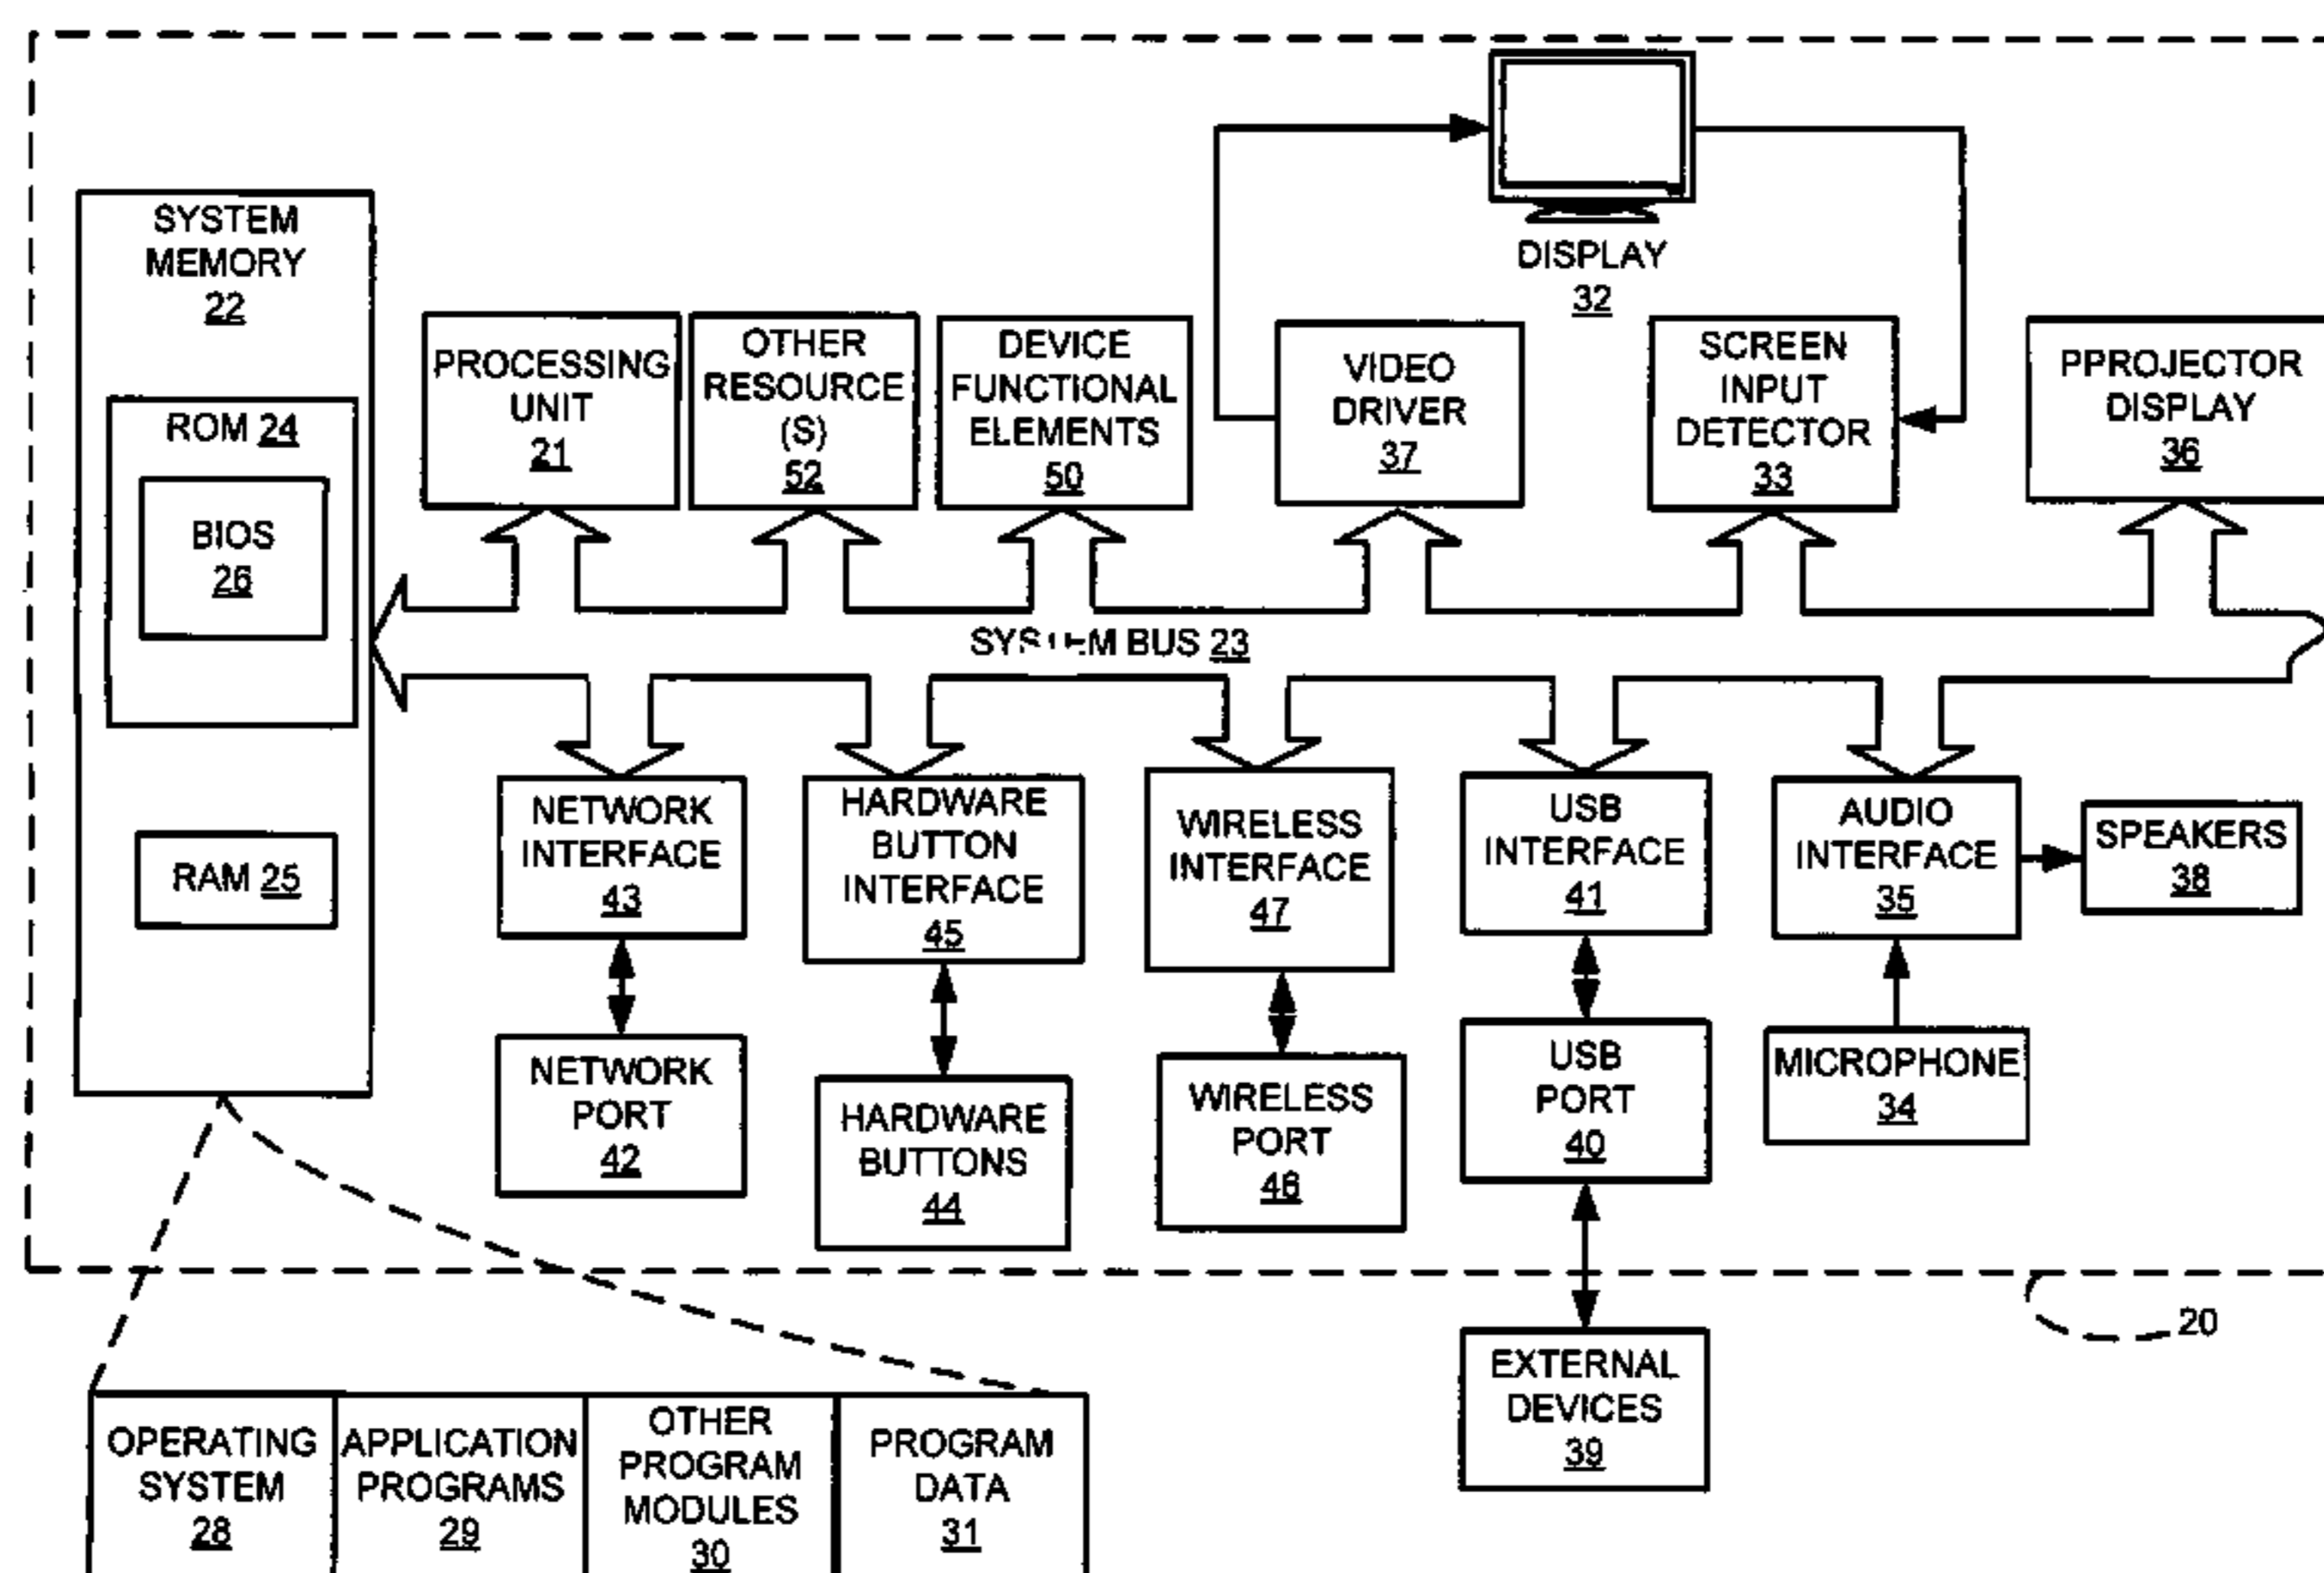 SYSTEM
MEMORY
22
ROM 24
BIOS
26
RAM 25
PROCESSING
UNIT
21
OTHER
RESOURCE
(S)
52
DEVICE
FUNCTIONAL
ELEMENTS
50
VIDEO
DRIVER
37
DISPLAY
32
SCREEN
INPUT
DETECTOR
33
PPROJECTOR
DISPLAY
36
SYSTEM BUS 23
NETWORK
INTERFACE
43
HARDWARE
BUTTON
INTERFACE
45
WIRELESS
INTERFACE
47
USB
INTERFACE
41
AUDIO
INTERFACE
35
SPEAKERS
38
NETWORK
PORT
42
HARDWARE
BUTTONS
44
WIRELESS
PORT
46
USB
PORT
40
MICROPHONE
34
20
EXTERNAL
DEVICES
39
OPERATING
SYSTEM
28
APPLICATION
PROGRAMS
29
OTHER
PROGRAM
MODULES
30
PROGRAM
DATA
31